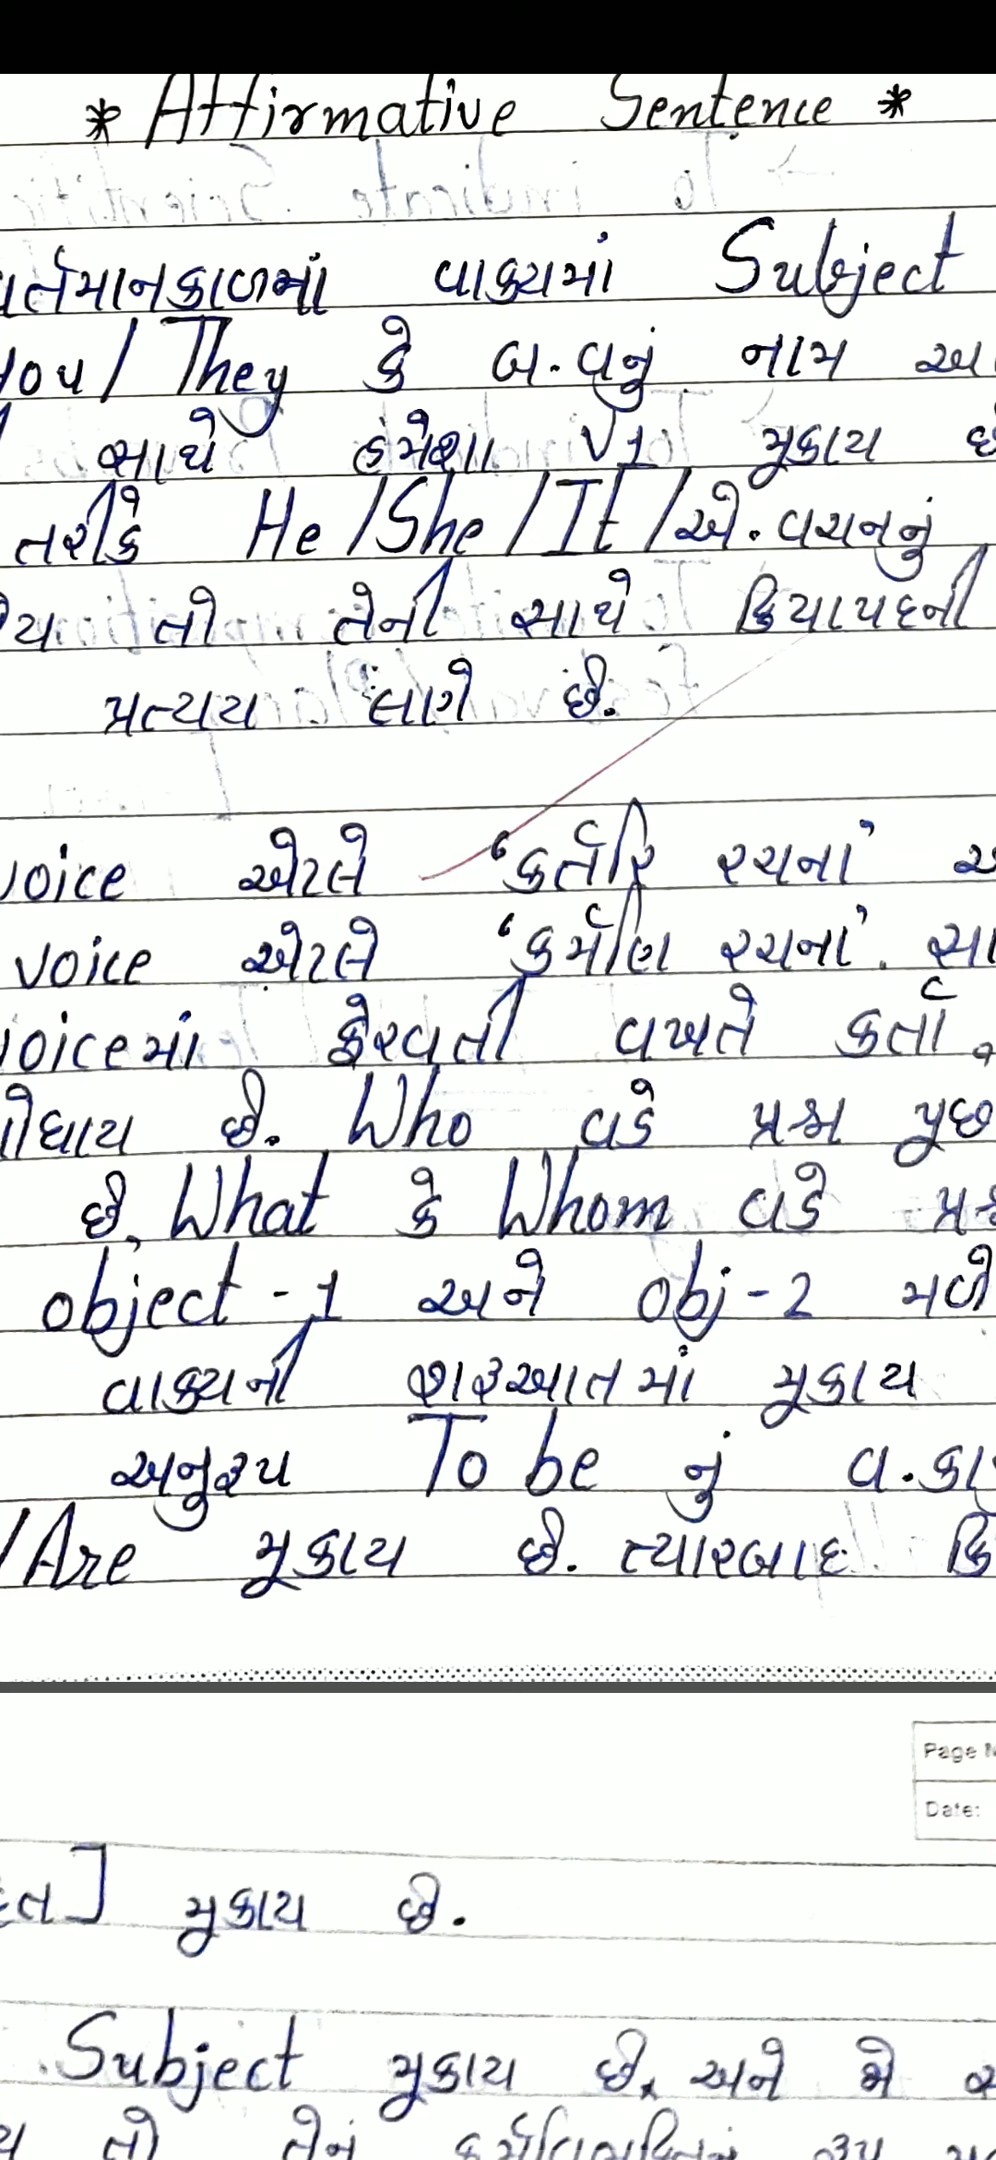 * Affirmative Sentence *
વર્તમાનકાળનાં વાક્યમાં Subject
You / They કે બ.વનું નામ
સાથે હંમેશા V1 મુકાય છે
તરીકે He / She / It / એ. વચનનું
હોય તો તેની સાથે ક્રિયાપદની
પ્રત્યય લાગે છે.
voice એટલે 'કર્તરિ રચના'
voice એટલે 'કર્મણિ રચના'. સા
voiceમાં ફેરવતી વખતે કર્તા
છે. Who વડે પ્રશ્ન પુછ
છે. What કે Whom વડે પ્રશ્
object - 1 અને obj - 2 મળે
વાક્યની શરૂઆતમાં મુકાય
અનુરૂપ To be નું વ.કા
/ Are મુકાય છે. ત્યારબાદ ક્રિ
દંત] મુકાય છે.
Page N
Date:
Subject મુકાય છે. અને જો
તો તેનું